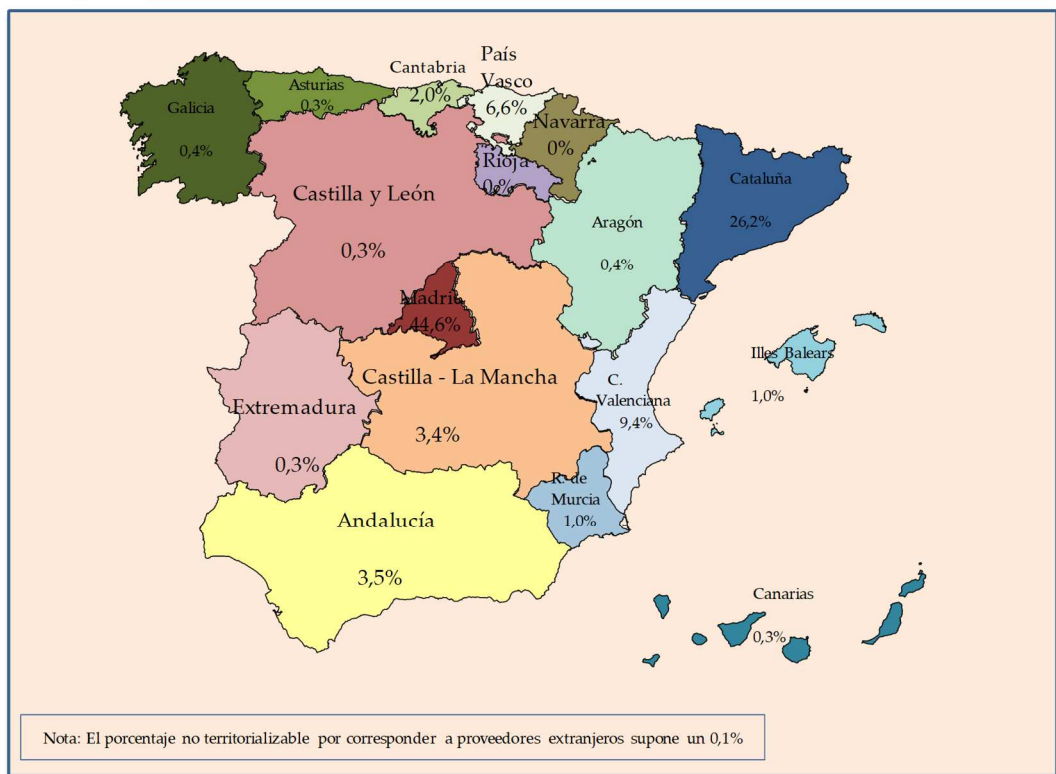 País
Vasco
6,6%
Cantabria
2,0%
Asturias
0,3%
Galicia
0,4%
Navarra
0%
Rioja
0%
Castilla y León
0,3%
Cataluña
26,2%
Aragón
0,4%
Madrid
44,6%
Illes Balears
1,0%
Castilla - La Mancha
3,4%
C.
Valenciana
9,4%
Extremadura
0,3%
R. de
Murcia
1,0%
Andalucía
3,5%
Canarias
0,3%
Nota: El porcentaje no territorializable por corresponder a proveedores extranjeros supone un 0,1%